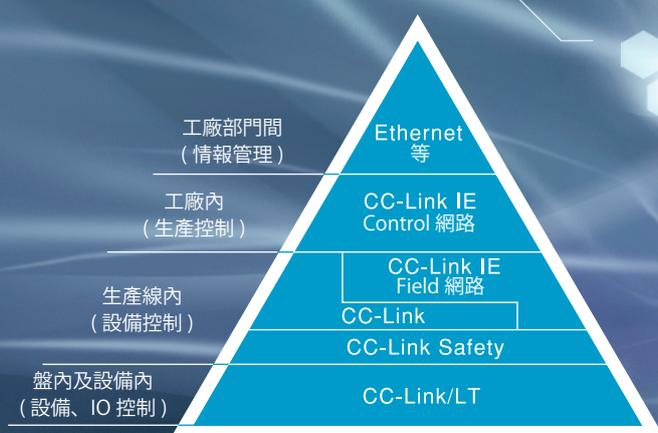 工廠部門間
( 情報管理 )
Ethernet
等
工廠內
( 生產控制 )
CC-Link IE
Control 網路
生產線內
( 設備控制 )
CC-Link IE
Field 網路
CC-Link
CC-Link Safety
盤內及設備內
( 設備、IO 控制 )
CC-Link/LT